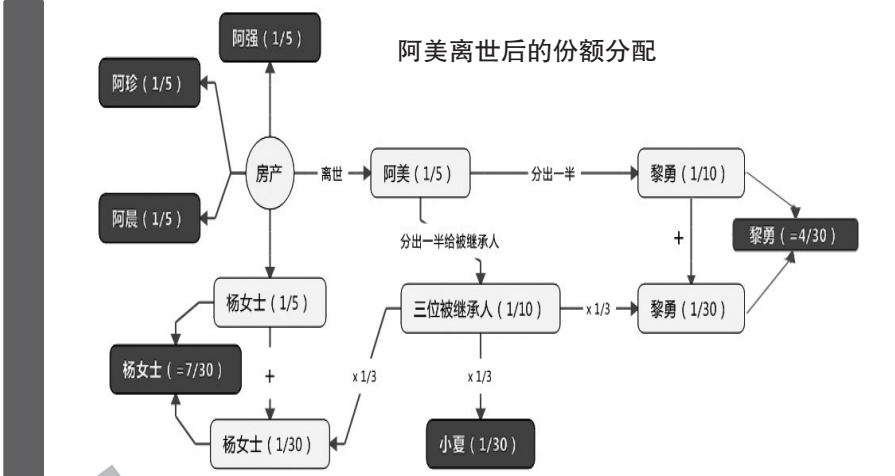 阿美离世后的份额分配
阿强（1/5）
阿珍（1/5）
房产
离世
阿美（1/5）
分出一半
黎勇（1/10）
阿晨（1/5）
分出一半给被继承人
+
黎勇（=4/30）
杨女士（1/5）
三位被继承人（1/10）
x 1/3
黎勇（1/30）
杨女士（=7/30）
+
x 1/3
x 1/3
杨女士（1/30）
小夏（1/30）